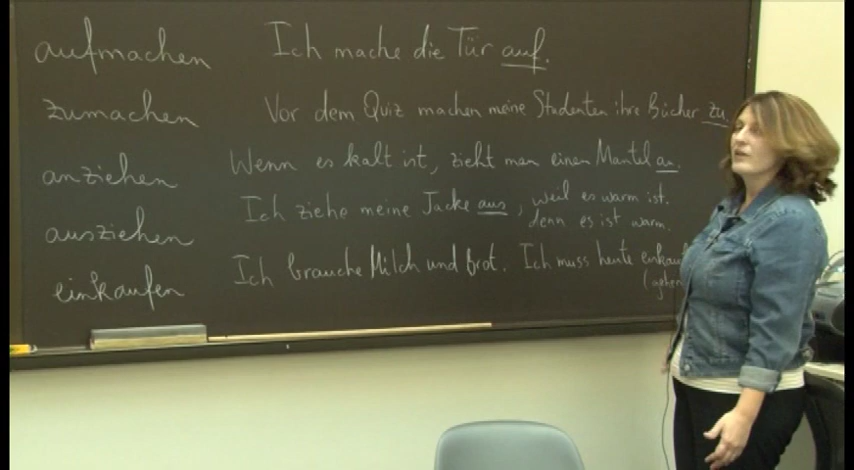 aufmachen Ich mache die Tür auf.
zumachen Vor dem Quiz machen meine Studenten ihre Bücher zu.
anziehen Wenn es kalt ist, zieht man einen Mantel an.
ausziehen Ich ziehe meine Jacke aus, weil es warm ist.
denn es ist warm.
einkaufen Ich brauche Milch und Brot. Ich muss heute